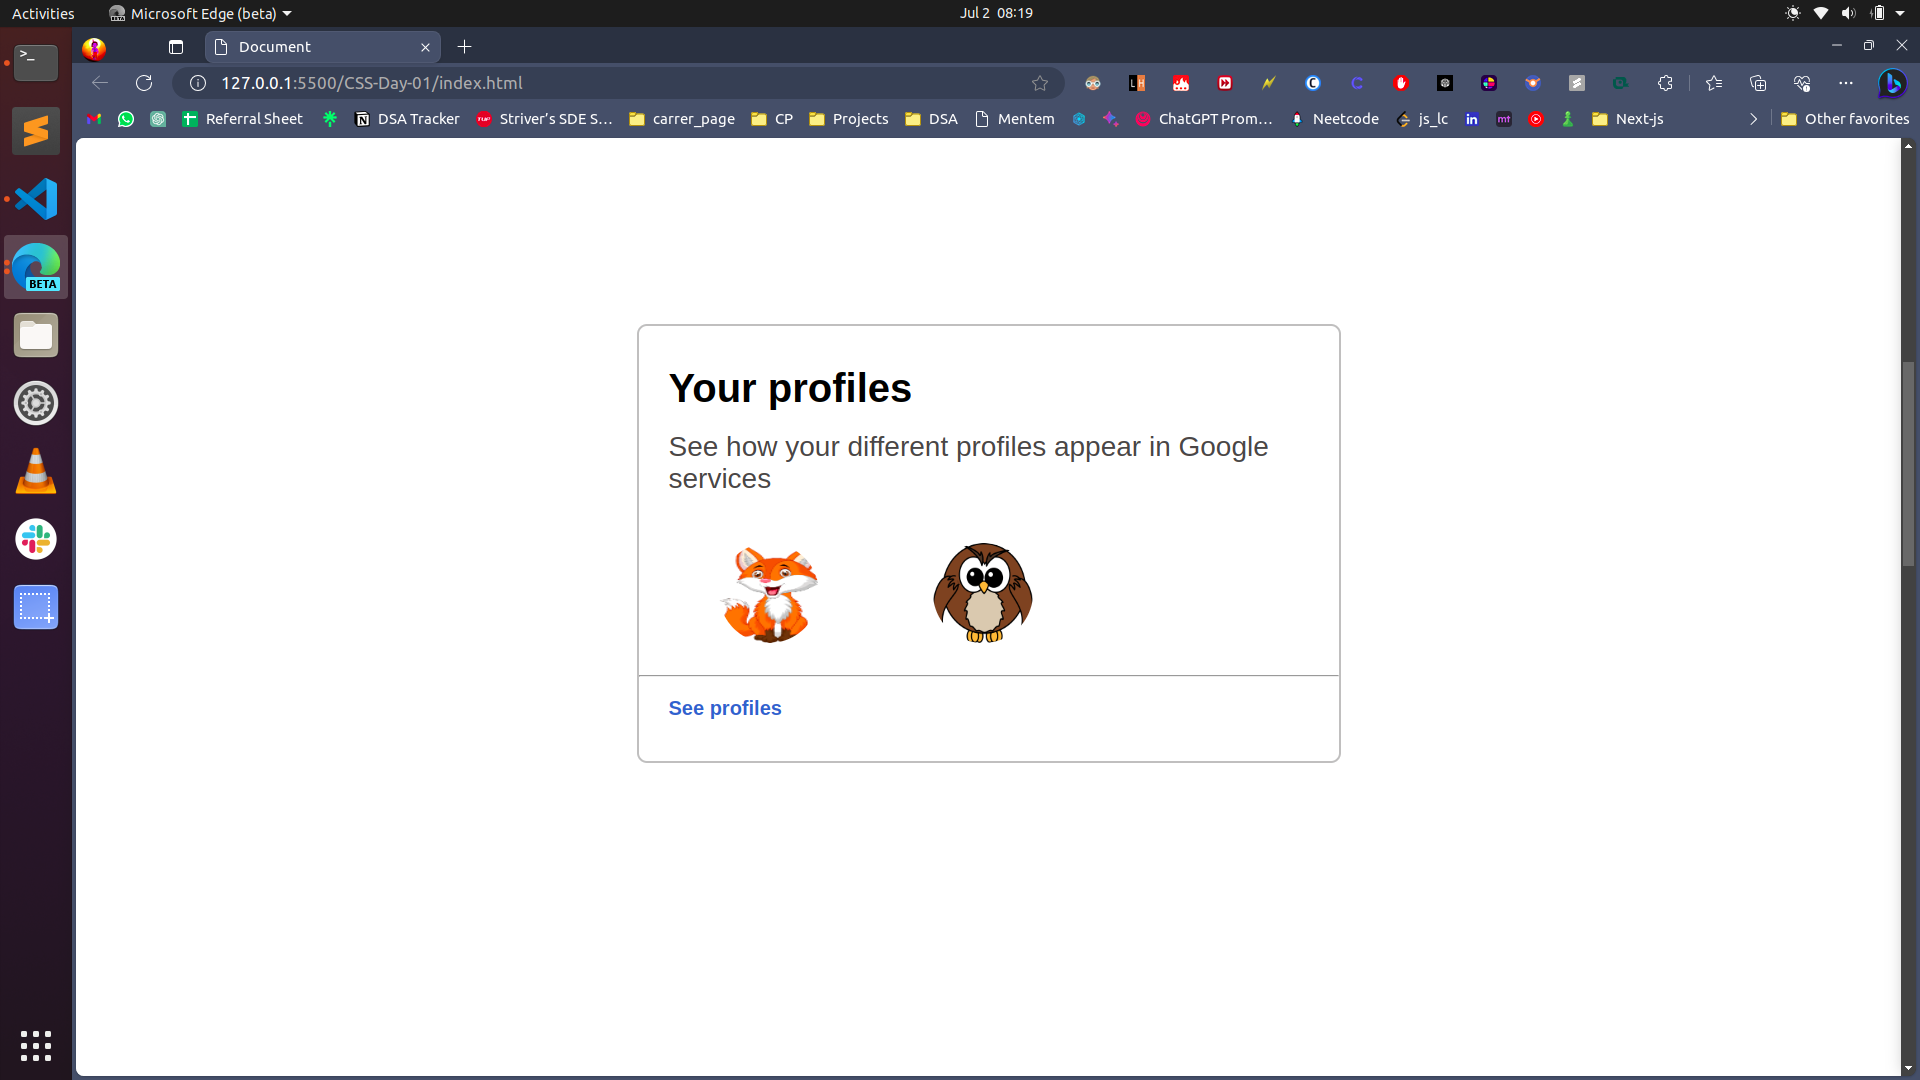 Activities Microsoft Edge (beta) Jul 2 08:19
Document
127.0.0.1:5500/CSS-Day-01/index.html
Referral Sheet DSA Tracker Striver's SDE S... carrer_page CP Projects DSA Mentem ChatGPT Prom... Neetcode js_lc Next-js Other favorites
BETA
Your profiles
See how your different profiles appear in Google
services
See profiles